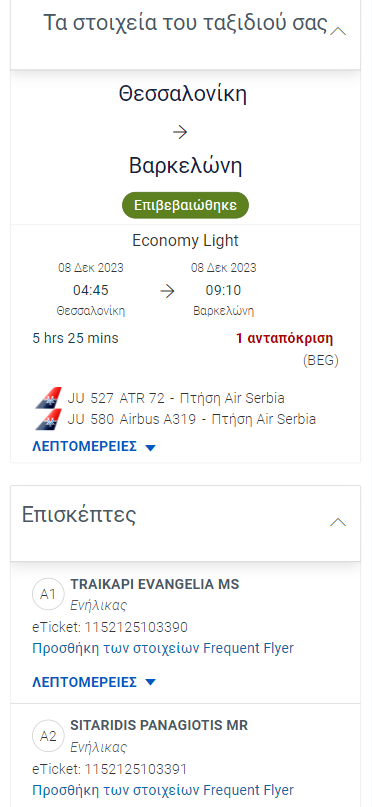 Τα στοιχεία του ταξιδιού σας
Θεσσαλονίκη
Βαρκελώνη
Επιβεβαιώθηκε
Economy Light
08 Δεκ 2023 08 Δεκ 2023
04:45 09:10
Θεσσαλονίκη Βαρκελώνη
5 hrs 25 mins 1 ανταπόκριση
(BEG)
JU 527 ATR 72 - Πτήση Air Serbia
JU 580 Airbus A319 - Πτήση Air Serbia
ΛΕΠΤΟΜΕΡΕΙΕΣ
Επισκέπτες
A1 TRAIKAPI EVANGELIA MS
Ενήλικας
eTicket: 1152125103390
Προσθήκη των στοιχείων Frequent Flyer
ΛΕΠΤΟΜΕΡΕΙΕΣ
A2 SITARIDIS PANAGIOTIS MR
Ενήλικας
eTicket: 1152125103391
Προσθήκη των στοιχείων Frequent Flyer